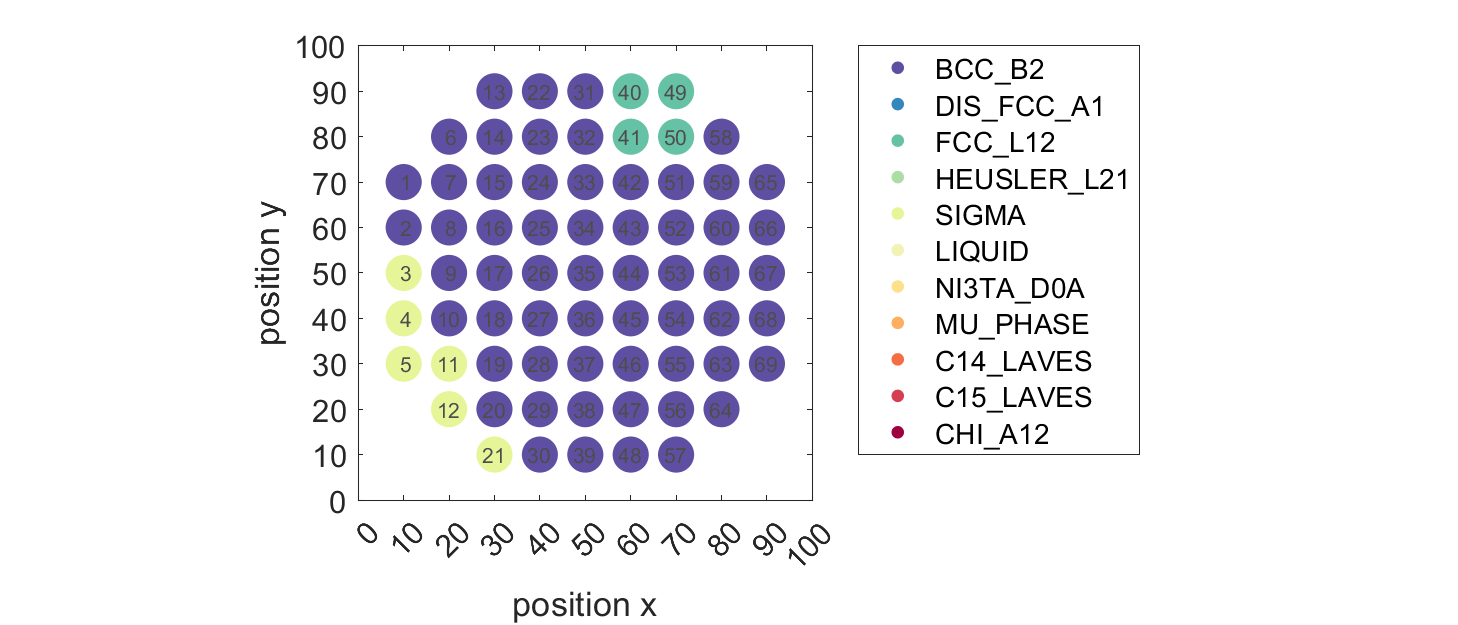 100
90
80
70
60
50
40
30
20
10
0
position y
13 22 31 40 49
6 14 23 32 41 50 58
1 7 15 24 33 42 51 59 65
2 8 16 25 34 43 52 60 66
3 9 17 26 35 44 53 61 67
4 10 18 27 36 45 54 62 68
5 11 19 28 37 46 55 63 69
12 20 29 38 47 56 64
21 30 39 48 57
0 10 20 30 40 50 60 70 80 90 100
position x
BCC_B2
DIS_FCC_A1
FCC_L12
HEUSLER_L21
SIGMA
LIQUID
NI3TA_D0A
MU_PHASE
C14_LAVES
C15_LAVES
CHI_A12